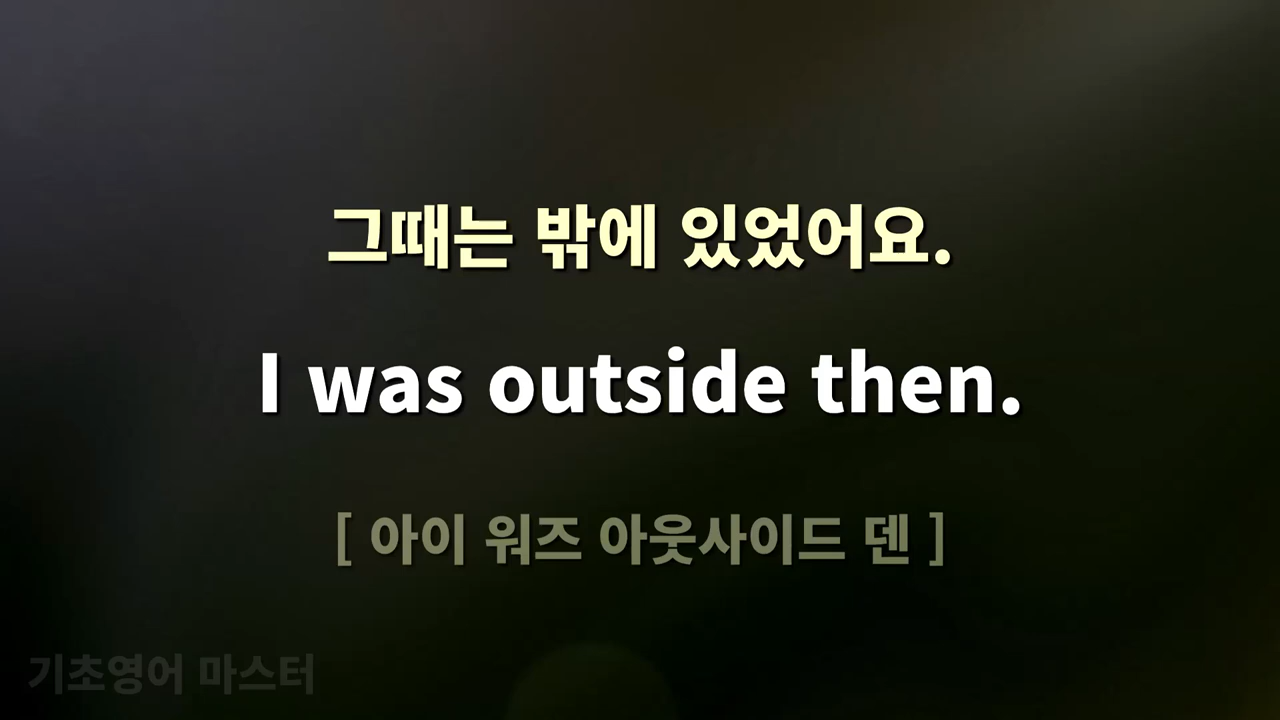 그때는 밖에 있었어요.
I was outside then.
[ 아이 워즈 아웃사이드 덴 ]
기초영어 마스터